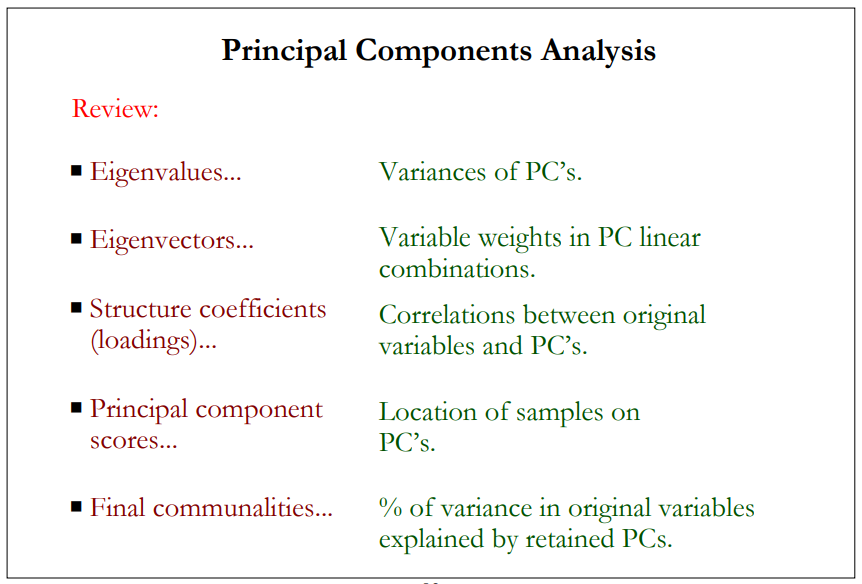 Principal Components Analysis
Review:
▪ Eigenvalues...
Variances of PC's.
▪ Eigenvectors...
Variable weights in PC linear
combinations.
▪ Structure coefficients
(loadings)...
Correlations between original
variables and PC's.
▪ Principal component
scores...
Location of samples on
PC's.
▪ Final communalities...
% of variance in original variables
explained by retained PCs.